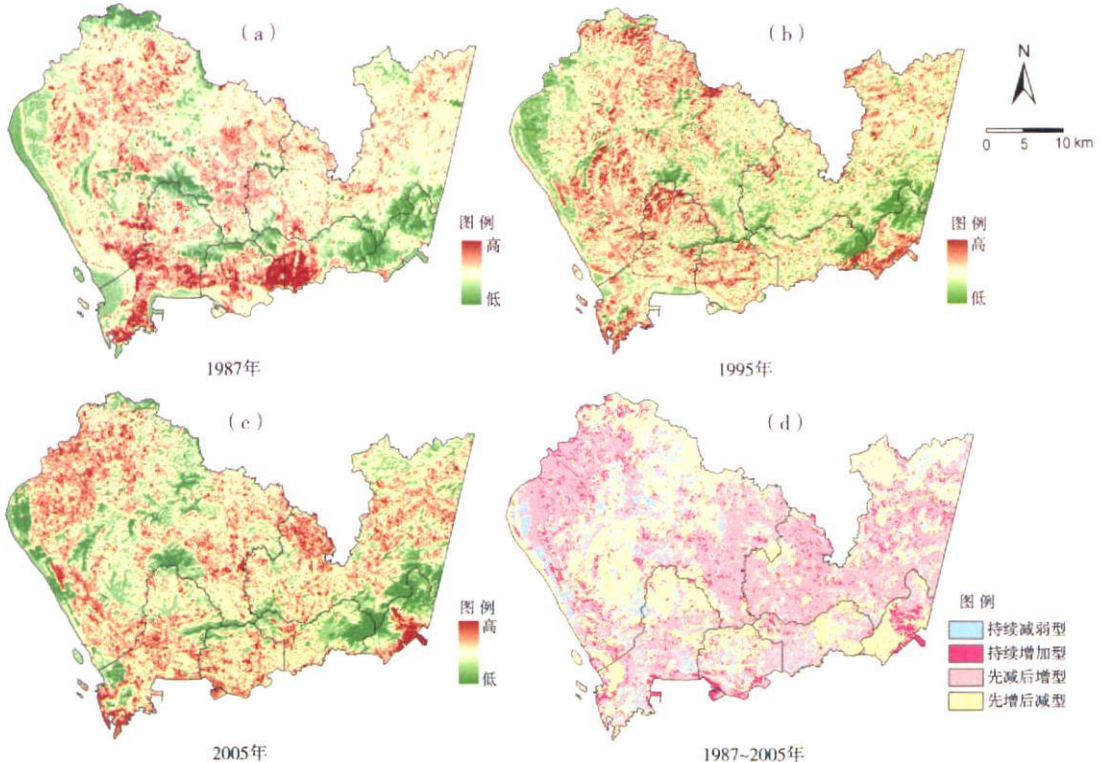 (a)
(b)
N
0 5 10 km
图 例
高
低
图 例
高
低
1987年
1995年
(c)
(d)
图 例
高
低
图 例
持续减弱型
持续增加型
先减后增型
先增后减型
2005年
1987~2005年